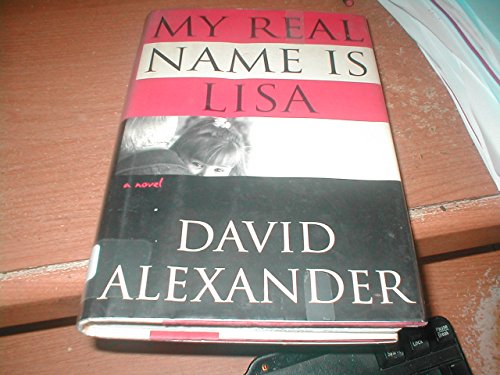 MY REAL
NAME IS
LISA
a novel
DAVID
ALEXANDER